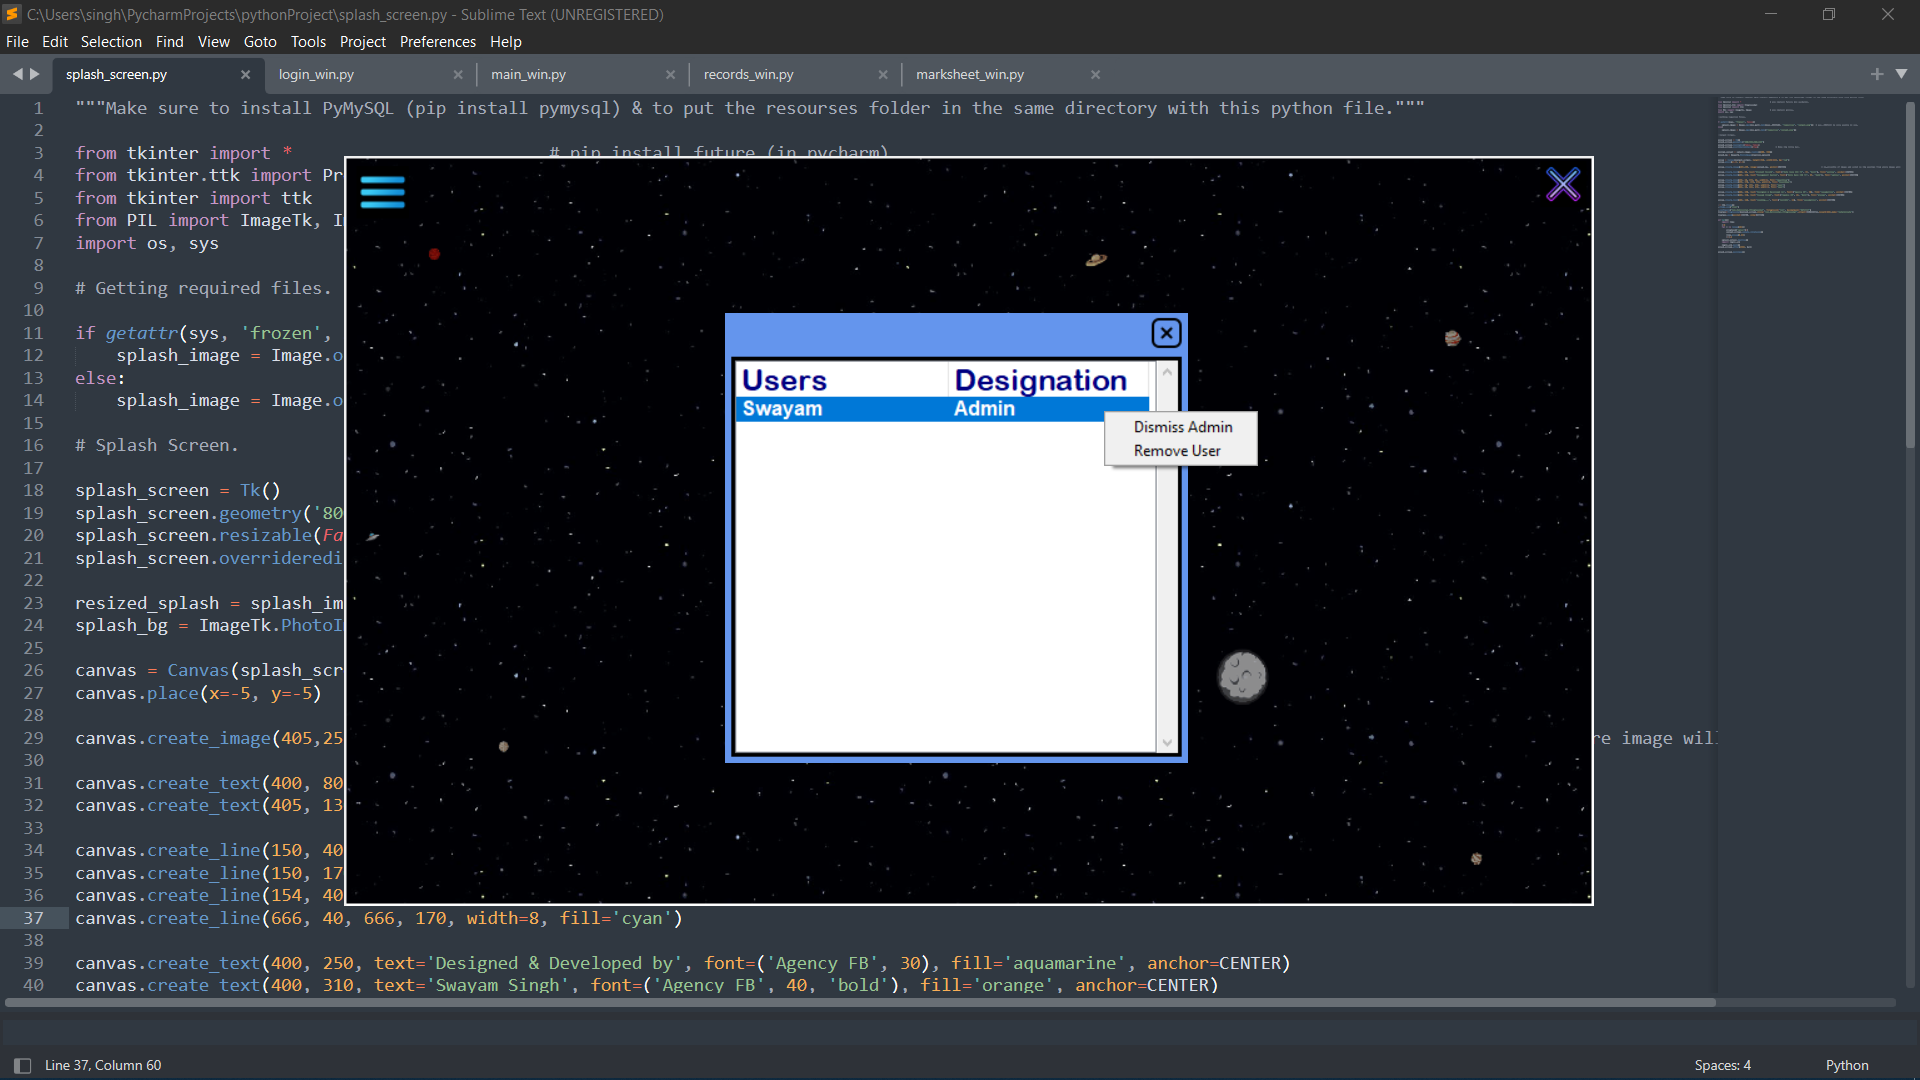 C:\Users\singh\PycharmProjects\pythonProject\splash_screen.py - Sublime Text (UNREGISTERED)
File Edit Selection Find View Goto Tools Project Preferences Help
splash_screen.py login_win.py main_win.py records_win.py marksheet_win.py
1 """Make sure to install PyMySQL (pip install pymysql) & to put the resourses folder in the same directory with this python file."""
2
3 from tkinter import * # pip install future (in pycharm)
4 from tkinter.ttk import Pr
5 from tkinter import ttk
6 from PIL import ImageTk, I
7 import os, sys
8
9 # Getting required files.
10
11 if getattr(sys, 'frozen',
12 splash_image = Image.o
13 else:
14 splash_image = Image.o
15
16 # Splash Screen.
17
18 splash_screen = Tk()
19 splash_screen.geometry('80
20 splash_screen.resizable(Fa
21 splash_screen.overrideredi
22
23 resized_splash = splash_im
24 splash_bg = ImageTk.PhotoI
25
26 canvas = Canvas(splash_scr
27 canvas.place(x=-5, y=-5)
28
29 canvas.create_image(405,25 re image wil
30
31 canvas.create_text(400, 80
32 canvas.create_text(405, 13
33
34 canvas.create_line(150, 40
35 canvas.create_line(150, 17
36 canvas.create_line(154, 40
37 canvas.create_line(666, 40, 666, 170, width=8, fill='cyan')
38
39 canvas.create_text(400, 250, text='Designed & Developed by', font=('Agency FB', 30), fill='aquamarine', anchor=CENTER)
40 canvas.create_text(400, 310, text='Swayam Singh', font=('Agency FB', 40, 'bold'), fill='orange', anchor=CENTER)
Users Designation
Swayam Admin
Dismiss Admin
Remove User
Line 37, Column 60 Spaces: 4 Python